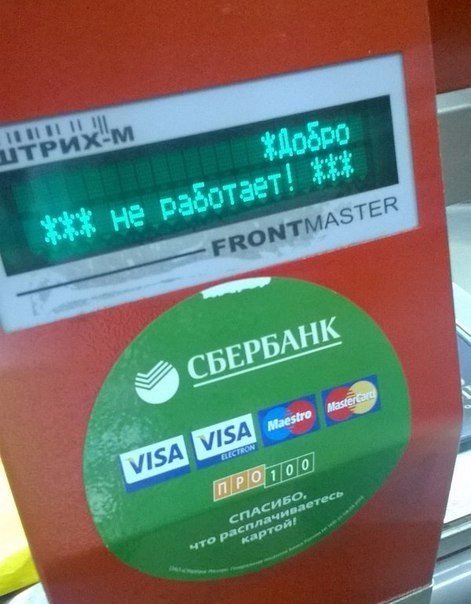 ШТРИХ-М
*Добро
*** не работает! ***
FRONTMASTER
СБЕРБАНК
VISA
VISA
ELECTRON
Maestro
MasterCard
ПРО100
СПАСИБО,
что расплачиваетесь
картой!